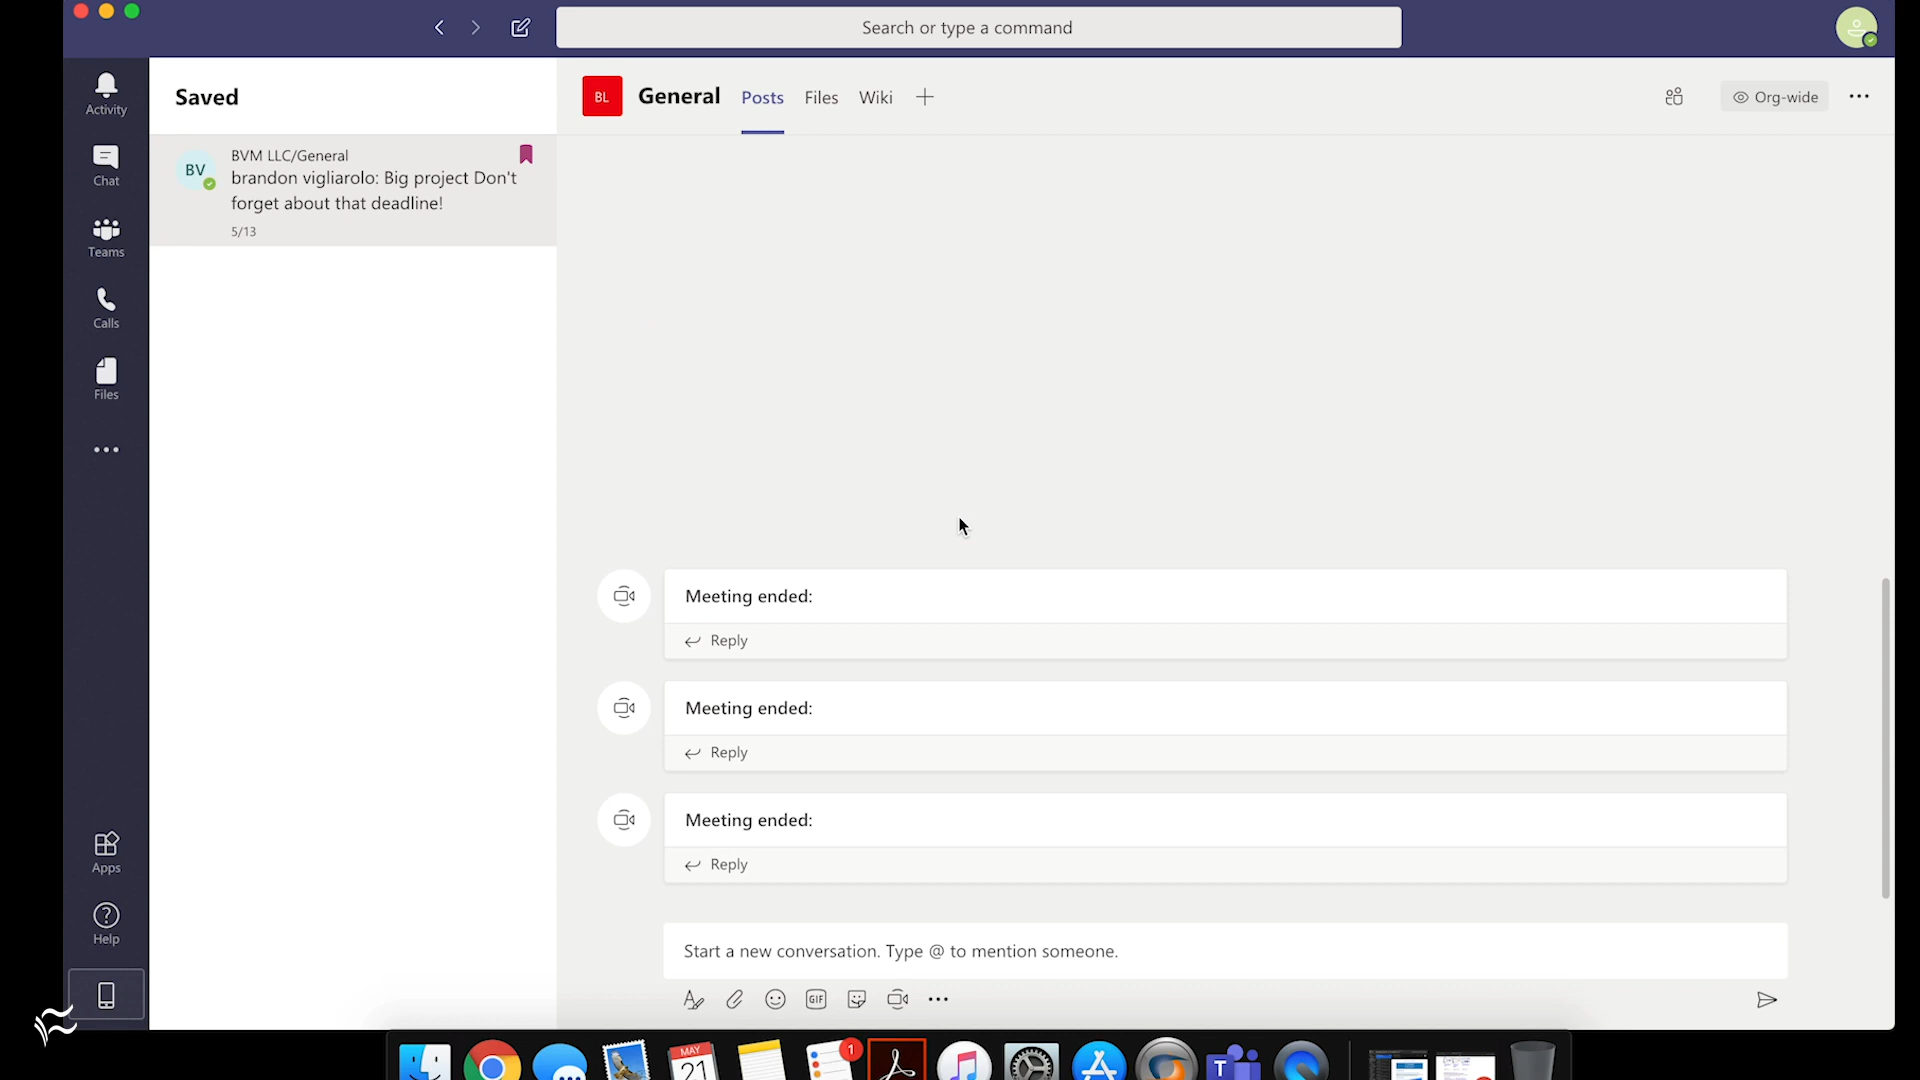 Search or type a command
Activity
Chat
Teams
Calls
Files
Apps
Help
Saved
BV
BVM LLC/General
brandon vigliarolo: Big project Don't
forget about that deadline!
5/13
BL
General
Posts
Files
Wiki
Org-wide
Meeting ended:
Reply
Meeting ended:
Reply
Meeting ended:
Reply
Start a new conversation. Type @ to mention someone.
GIF
MAY
21
1
T